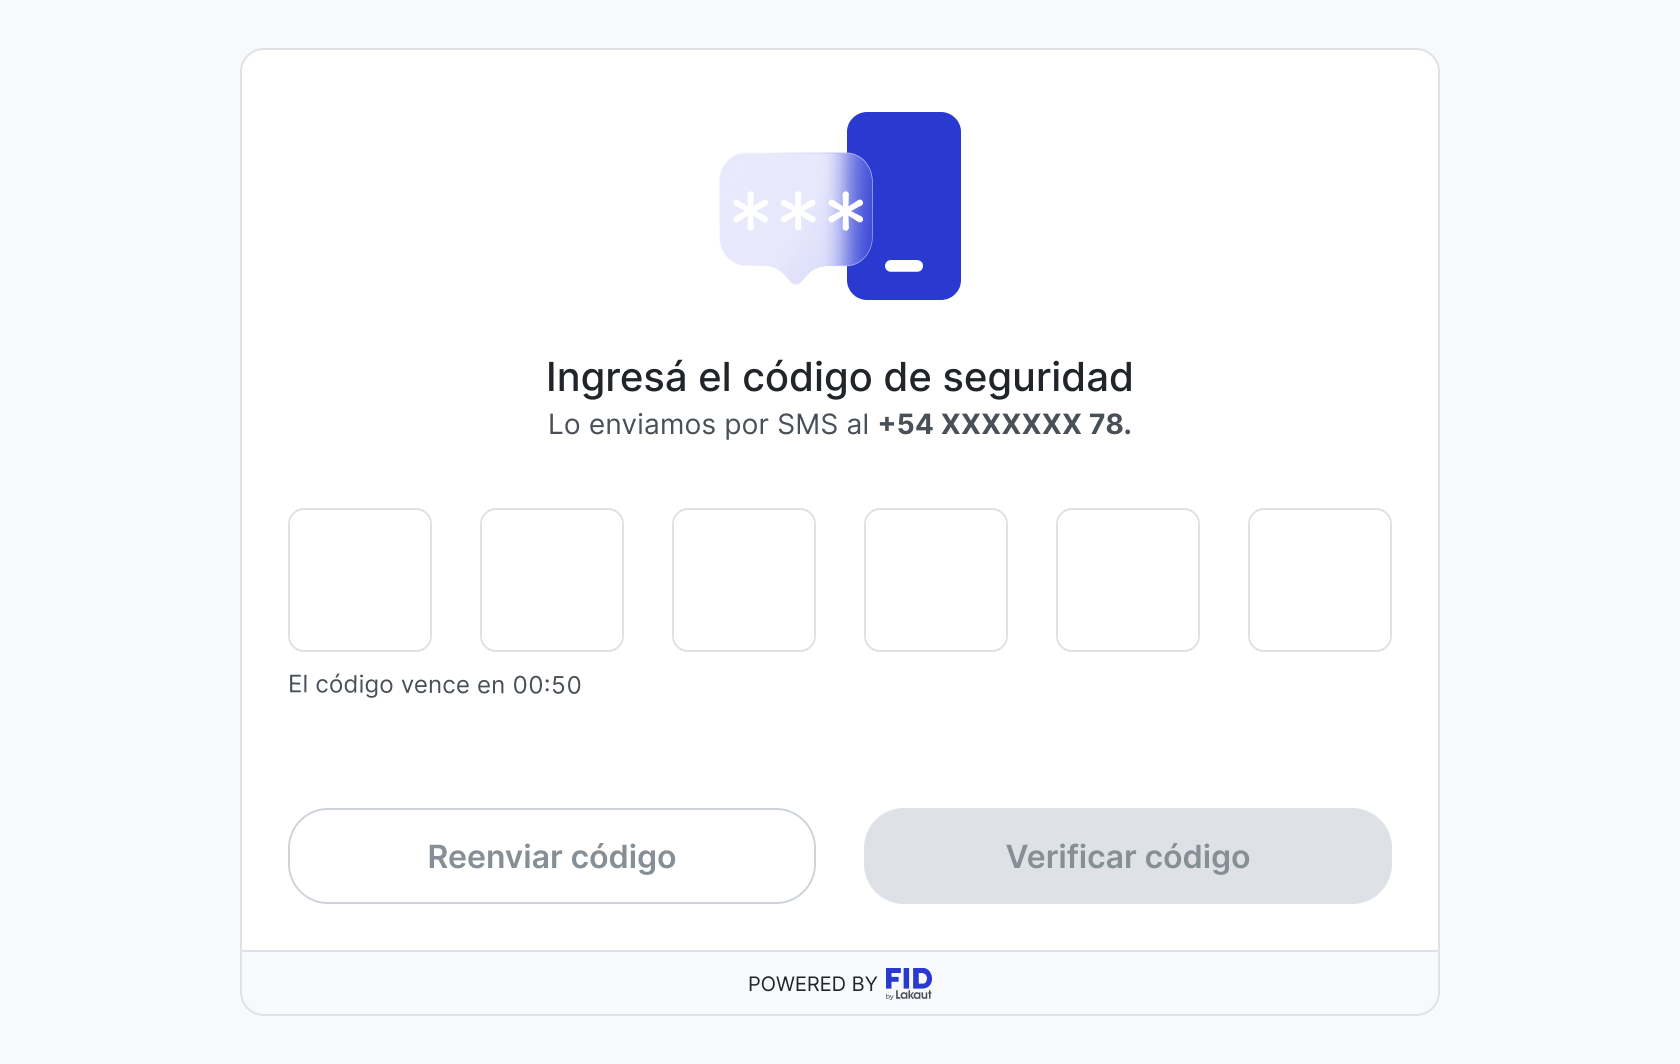 ***
Ingresá el código de seguridad
Lo enviamos por SMS al +54 XXXXXXX 78.
El código vence en 00:50
Reenviar código
Verificar código
POWERED BY FID
by Lakaut